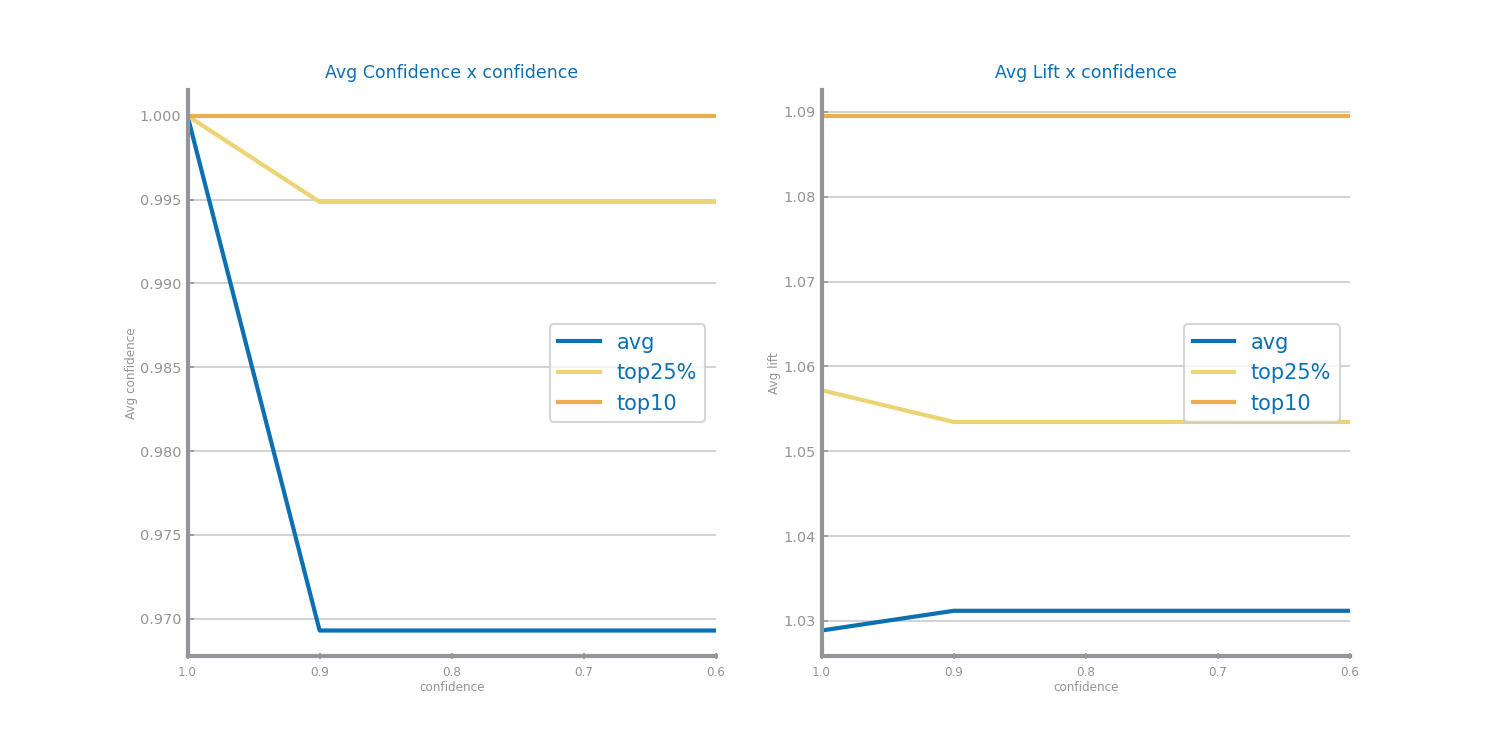 Avg Confidence x confidence
1.000
0.995
0.990
0.985
0.980
0.975
0.970
Avg confidence
avg
top25%
top10
1.0 0.9 0.8 0.7 0.6
confidence
Avg Lift x confidence
1.09
1.08
1.07
1.06
1.05
1.04
1.03
Avg lift
avg
top25%
top10
1.0 0.9 0.8 0.7 0.6
confidence